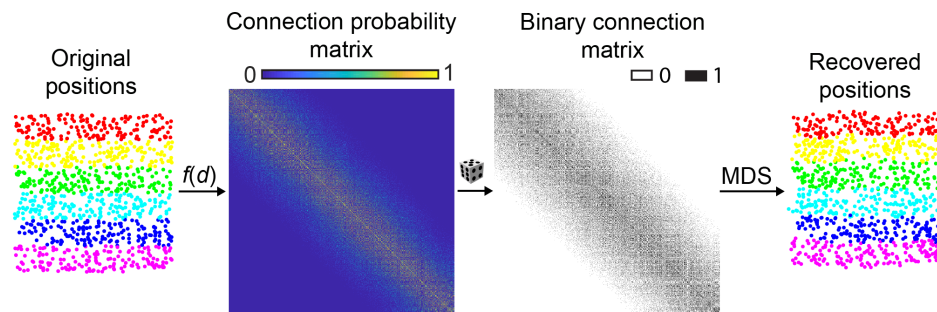 Original
positions
f(d)
Connection probability
matrix
0 1
Binary connection
matrix
0 1
MDS
Recovered
positions